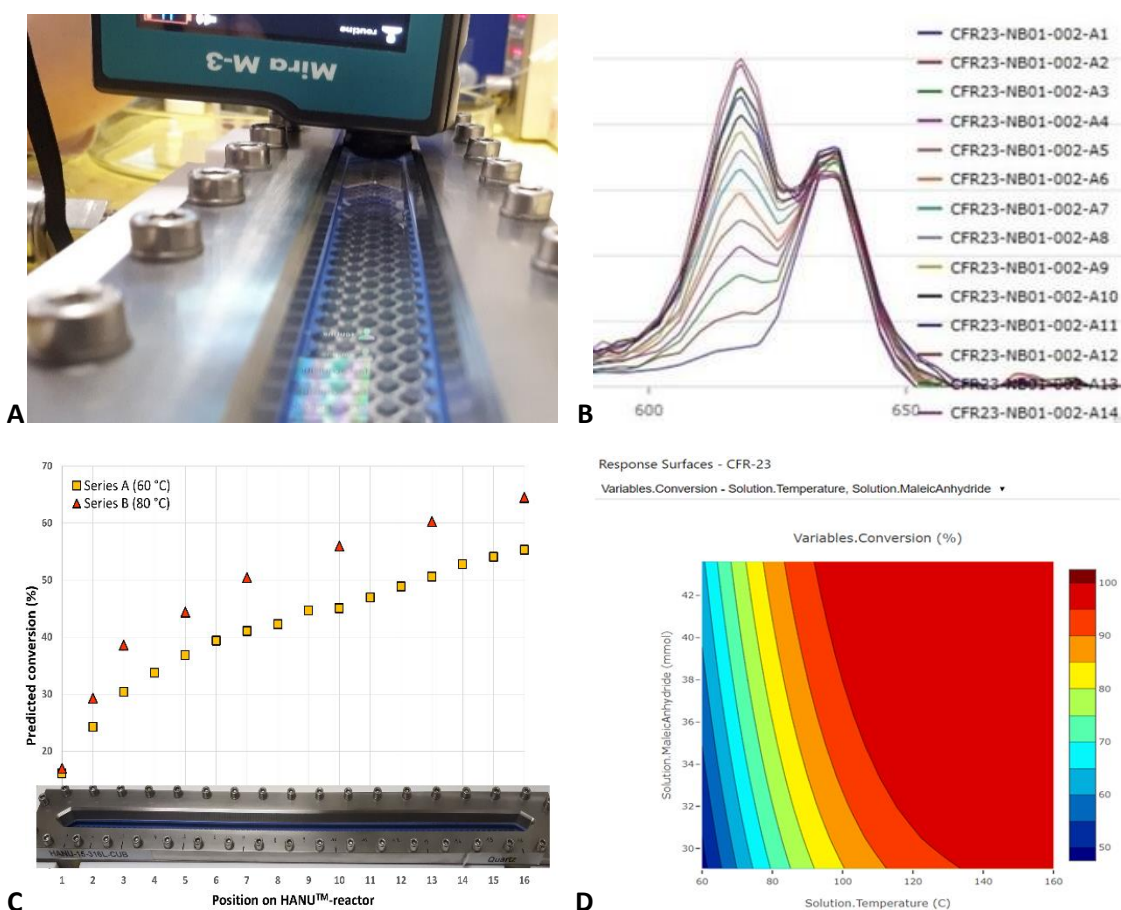 routine
Mira M-3
A
CFR23-NB01-002-A1
CFR23-NB01-002-A2
CFR23-NB01-002-A3
CFR23-NB01-002-A4
CFR23-NB01-002-A5
CFR23-NB01-002-A6
CFR23-NB01-002-A7
CFR23-NB01-002-A8
CFR23-NB01-002-A9
CFR23-NB01-002-A10
CFR23-NB01-002-A11
CFR23-NB01-002-A12
CFR23-NB01-002-A13
CFR23-NB01-002-A14
600
650
B
70
60
50
40
30
20
Series A (60 °C)
Series B (80 °C)
Predicted conversion (%)
HANU-15-316L-CUB
Quartz
1 2 3 4 5 6 7 8 9 10 11 12 13 14 15 16
Position on HANU™-reactor
C
Response Surfaces - CFR-23
Variables.Conversion - Solution.Temperature, Solution.MaleicAnhydride
Variables.Conversion (%)
42
40
38
36
34
32
30
Solution.MaleicAnhydride (mmol)
60 80 100 120 140 160
Solution.Temperature (C)
100
90
80
70
60
50
D